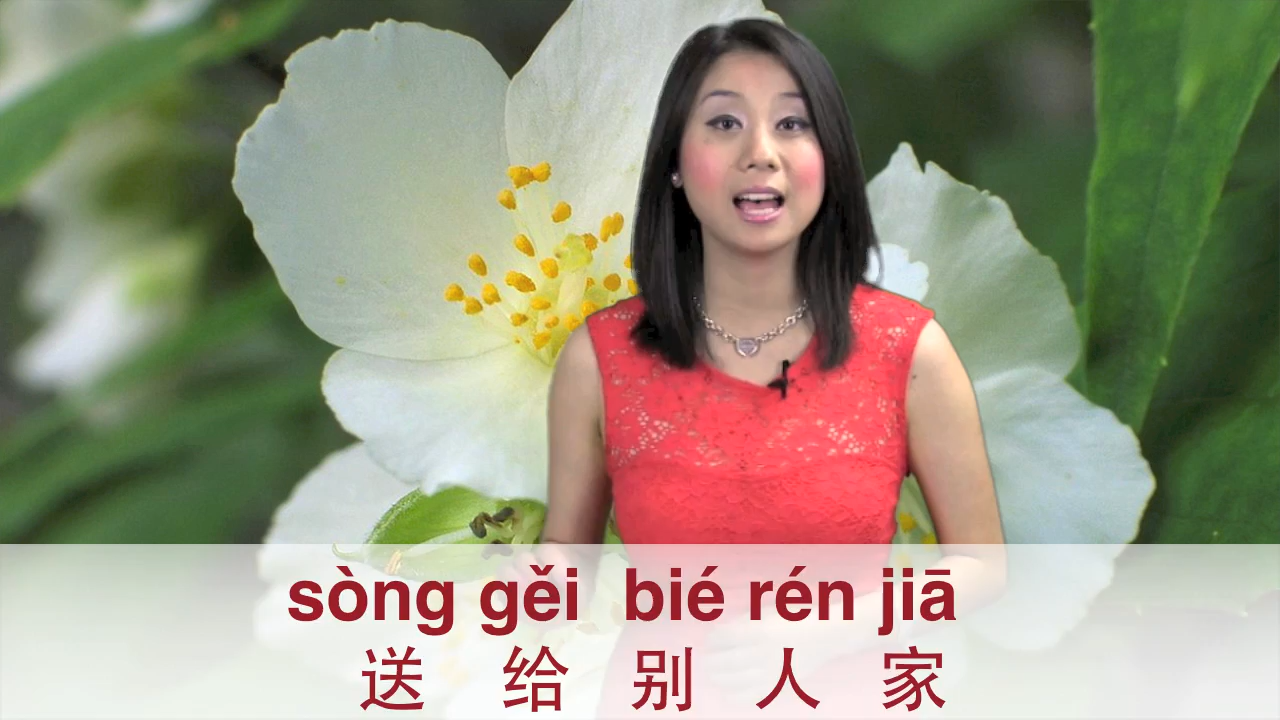 sòng gěi bié rén jiā
送 给 别 人 家